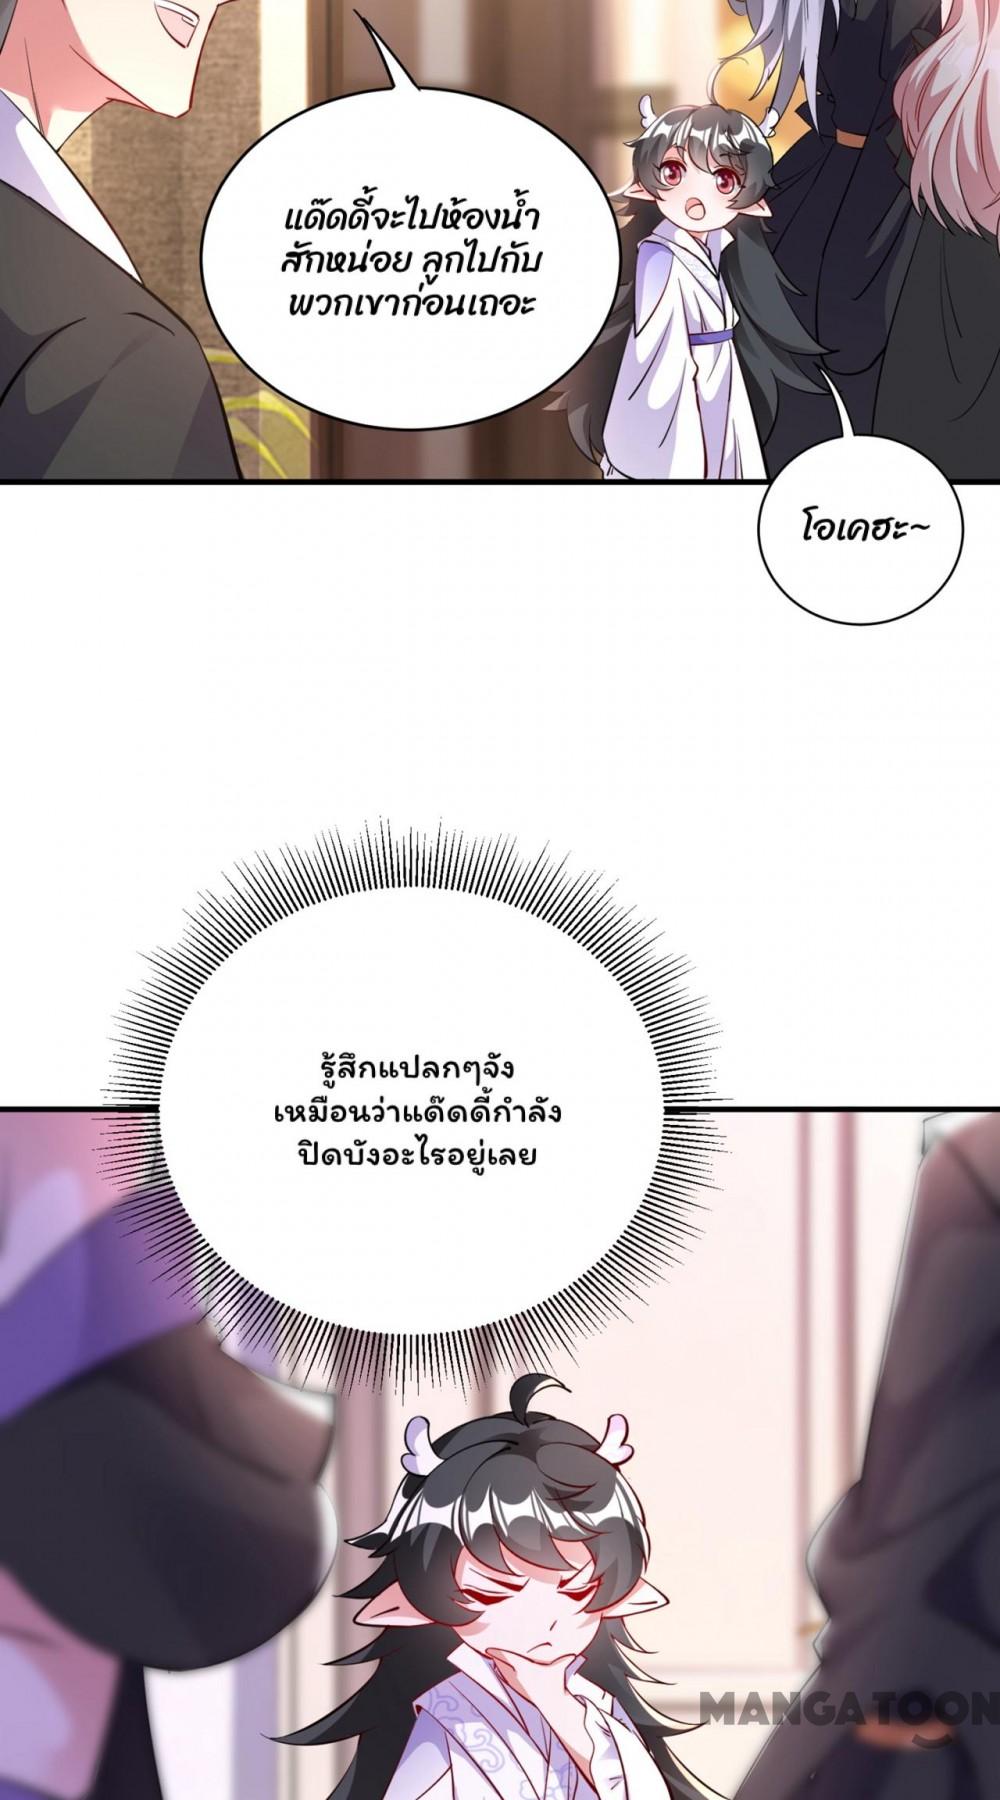 แด๊ดดี้จะไปห้องน้ำ
สักหน่อย ลูกไปกับ
พวกเขาก่อนเถอะ
โอเคฮะ~
รู้สึกแปลกๆจัง
เหมือนว่าแด๊ดดี้กำลัง
ปิดบังอะไรอยู่เลย
MANGATOON